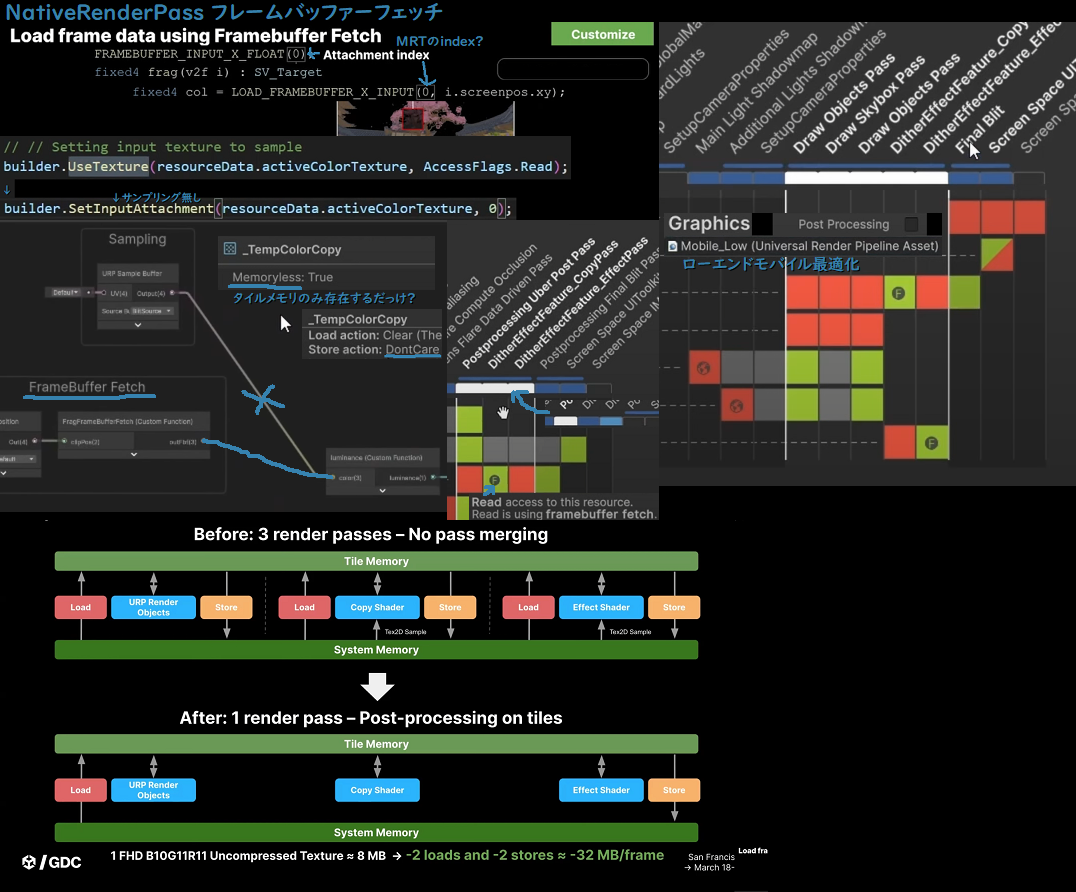 NativeRenderPass フレームバッファーフェッチ
Load frame data using Framebuffer Fetch
Customize
FRAMEBUFFER_INPUT_X_FLOAT(0)
Attachment index
MRTのindex?
fixed4 frag(v2f i) : SV_Target
fixed4 col = LOAD_FRAMEBUFFER_X_INPUT(0, i.screenpos.xy);
// // Setting input texture to sample
builder.UseTexture(resourceData.activeColorTexture, AccessFlags.Read);
↓
↓サンプリング無し
builder.SetInputAttachment(resourceData.activeColorTexture, 0);
SetupCameraProperties
Main Light Shadowmap
Additional Lights Shadow
SetupCameraProperties
Draw Objects Pass
Draw Skybox Pass
Draw Objects Pass
DitherEffectFeature_Copy
DitherEffectFeature_Effect
Final Blit
Screen Space UITo
Screen Sp
Graphics
Post Processing
Mobile_Low (Universal Render Pipeline Asset)
ローエンドモバイル最適化
F
F
Sampling
URP Sample Buffer
Default
UV(4)
Output(4)
BlitSource
_TempColorCopy
Memoryless: True
タイルメモリのみ存在するだっけ?
_TempColorCopy
Load action: Clear (The
Store action: DontCare
FrameBuffer Fetch
FragFrameBufferFetch (Custom Function)
Out(4)
clipPos(2)
outFbf(3)
luminance (Custom Function)
color(3)
luminance(1)
aliasing
re Compute Occlusion
ens Flare Data Driven Pass
Postprocessing Uber Post Pass
DitherEffectFeature_CopyPass
DitherEffectFeature_EffectPass
Postprocessing Final Blit Pass
Screen Space UIToolk
Screen Space IM
F
Read access to this resource.
Read is using framebuffer fetch.
Before: 3 render passes – No pass merging
Tile Memory
Load
URP Render Objects
Store
Load
Copy Shader
Store
Load
Effect Shader
Store
Tex2D Sample
Tex2D Sample
System Memory
After: 1 render pass – Post-processing on tiles
Tile Memory
Load
URP Render Objects
Copy Shader
Effect Shader
Store
System Memory
/ GDC
1 FHD B10G11R11 Uncompressed Texture ≈ 8 MB → -2 loads and -2 stores ≈ -32 MB/frame
San Francis
→ March 18-
Load fra